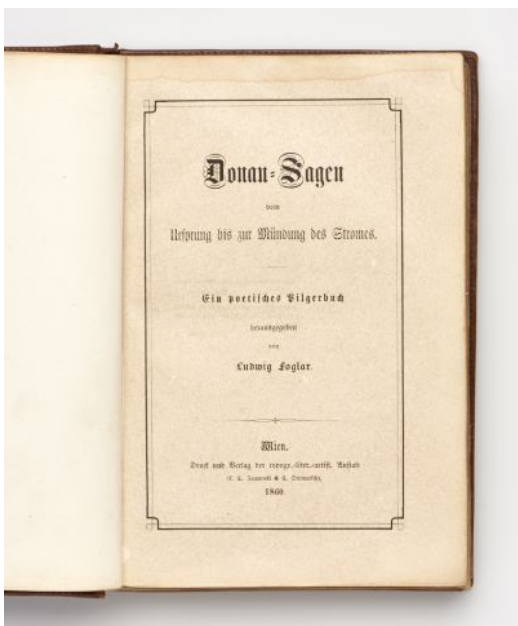 Donau-Sagen
vom
Ursprung bis zur Mündung des Stromes.
Ein poetisches Pilgerbuch
herausgegeben
von
Ludwig Foglar.
Wien.
Druck und Verlag der typogr.-liter.-artist. Anstalt
1860.